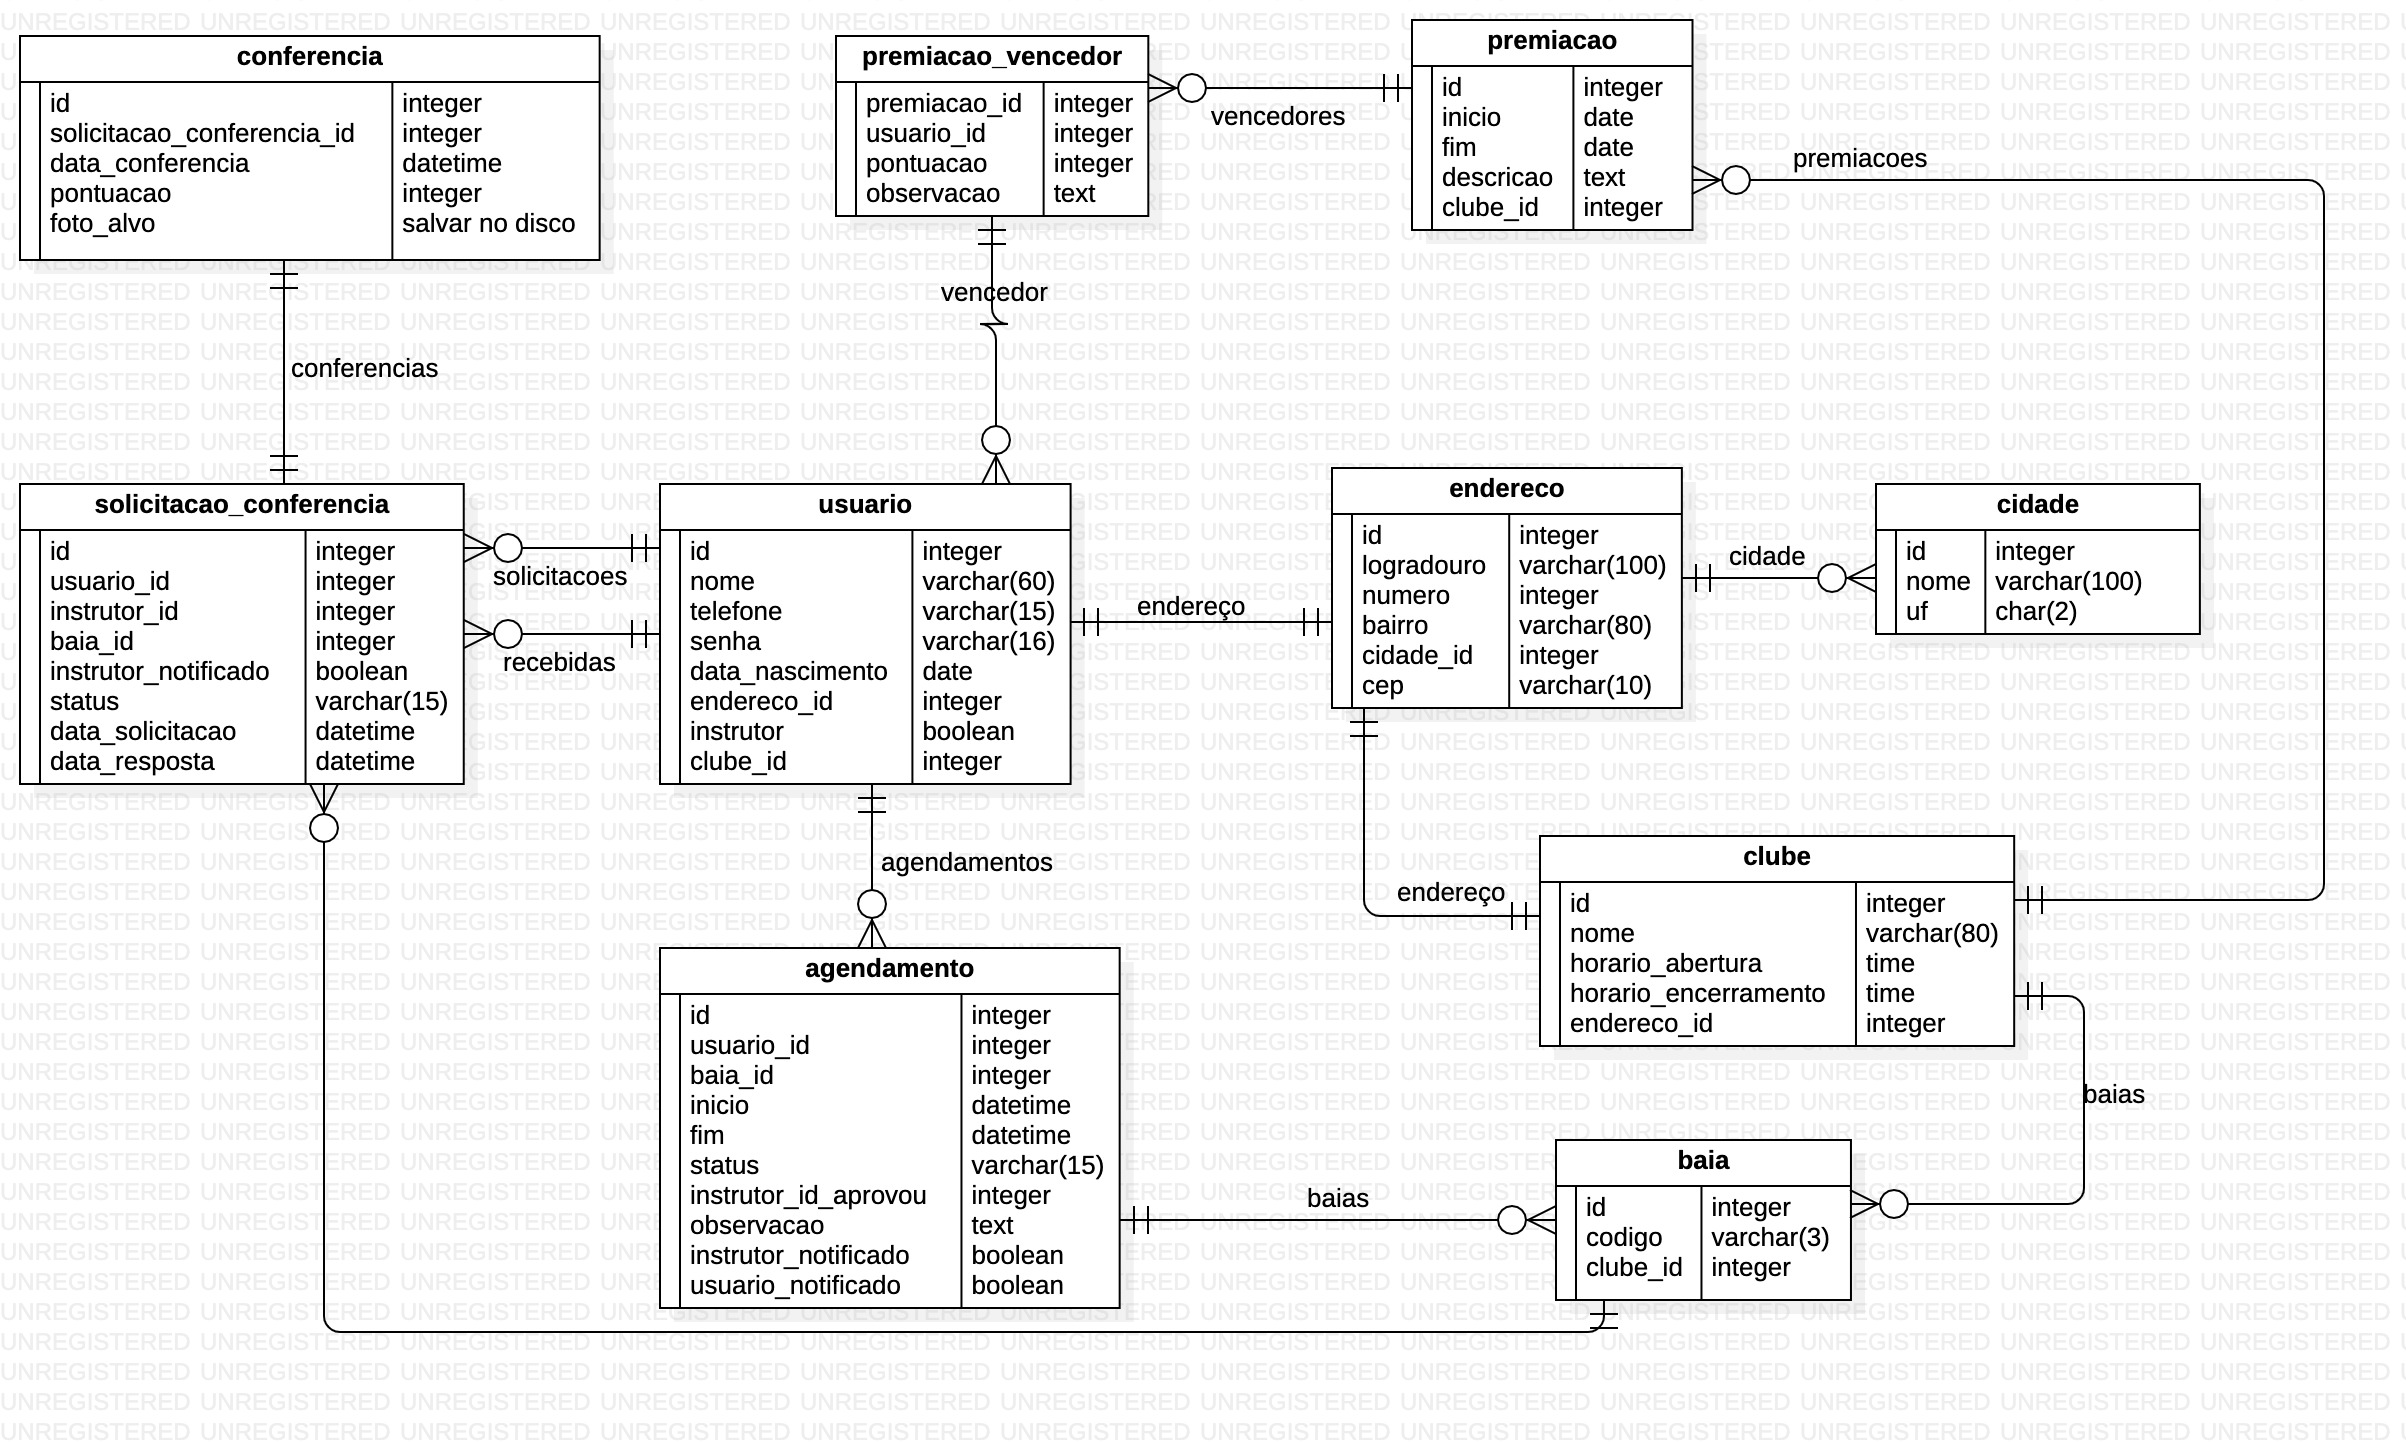 conferencia
id integer
solicitacao_conferencia_id integer
data_conferencia datetime
pontuacao integer
foto_alvo salvar no disco
premiacao_vencedor
premiacao_id integer
usuario_id integer
pontuacao integer
observacao text
vencedores
premiacao
id integer
inicio date
fim date
descricao text
clube_id integer
premiacoes
vencedor
conferencias
solicitacao_conferencia
id integer
usuario_id integer
instrutor_id integer
baia_id integer
instrutor_notificado boolean
status varchar(15)
data_solicitacao datetime
data_resposta datetime
solicitacoes
recebidas
usuario
id integer
nome varchar(60)
telefone varchar(15)
senha varchar(16)
data_nascimento date
endereco_id integer
instrutor boolean
clube_id integer
endereço
endereco
id integer
logradouro varchar(100)
numero integer
bairro varchar(80)
cidade_id integer
cep varchar(10)
cidade
cidade
id integer
nome varchar(100)
uf char(2)
agendamentos
endereço
clube
id integer
nome varchar(80)
horario_abertura time
horario_encerramento time
endereco_id integer
agendamento
id integer
usuario_id integer
baia_id integer
inicio datetime
fim datetime
status varchar(15)
instrutor_id_aprovou integer
observacao text
instrutor_notificado boolean
usuario_notificado boolean
baias
baias
baia
id integer
codigo varchar(3)
clube_id integer
UNREGISTERED